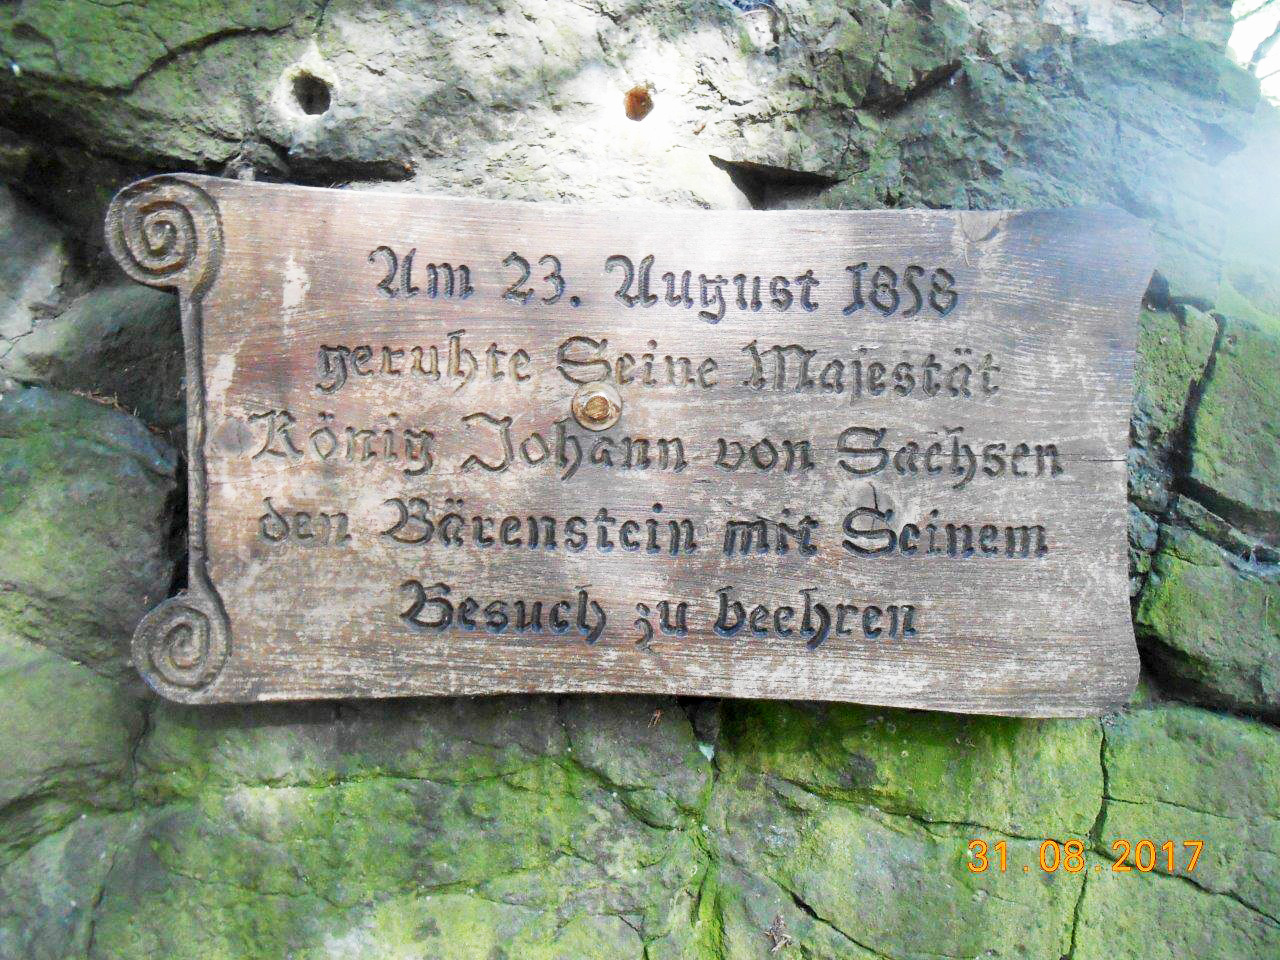 Am 23. August 1858
geruhte Seine Majestät
König Johann von Sachsen
den Bärenstein mit Seinem
Besuch zu beehren
31.08.2017